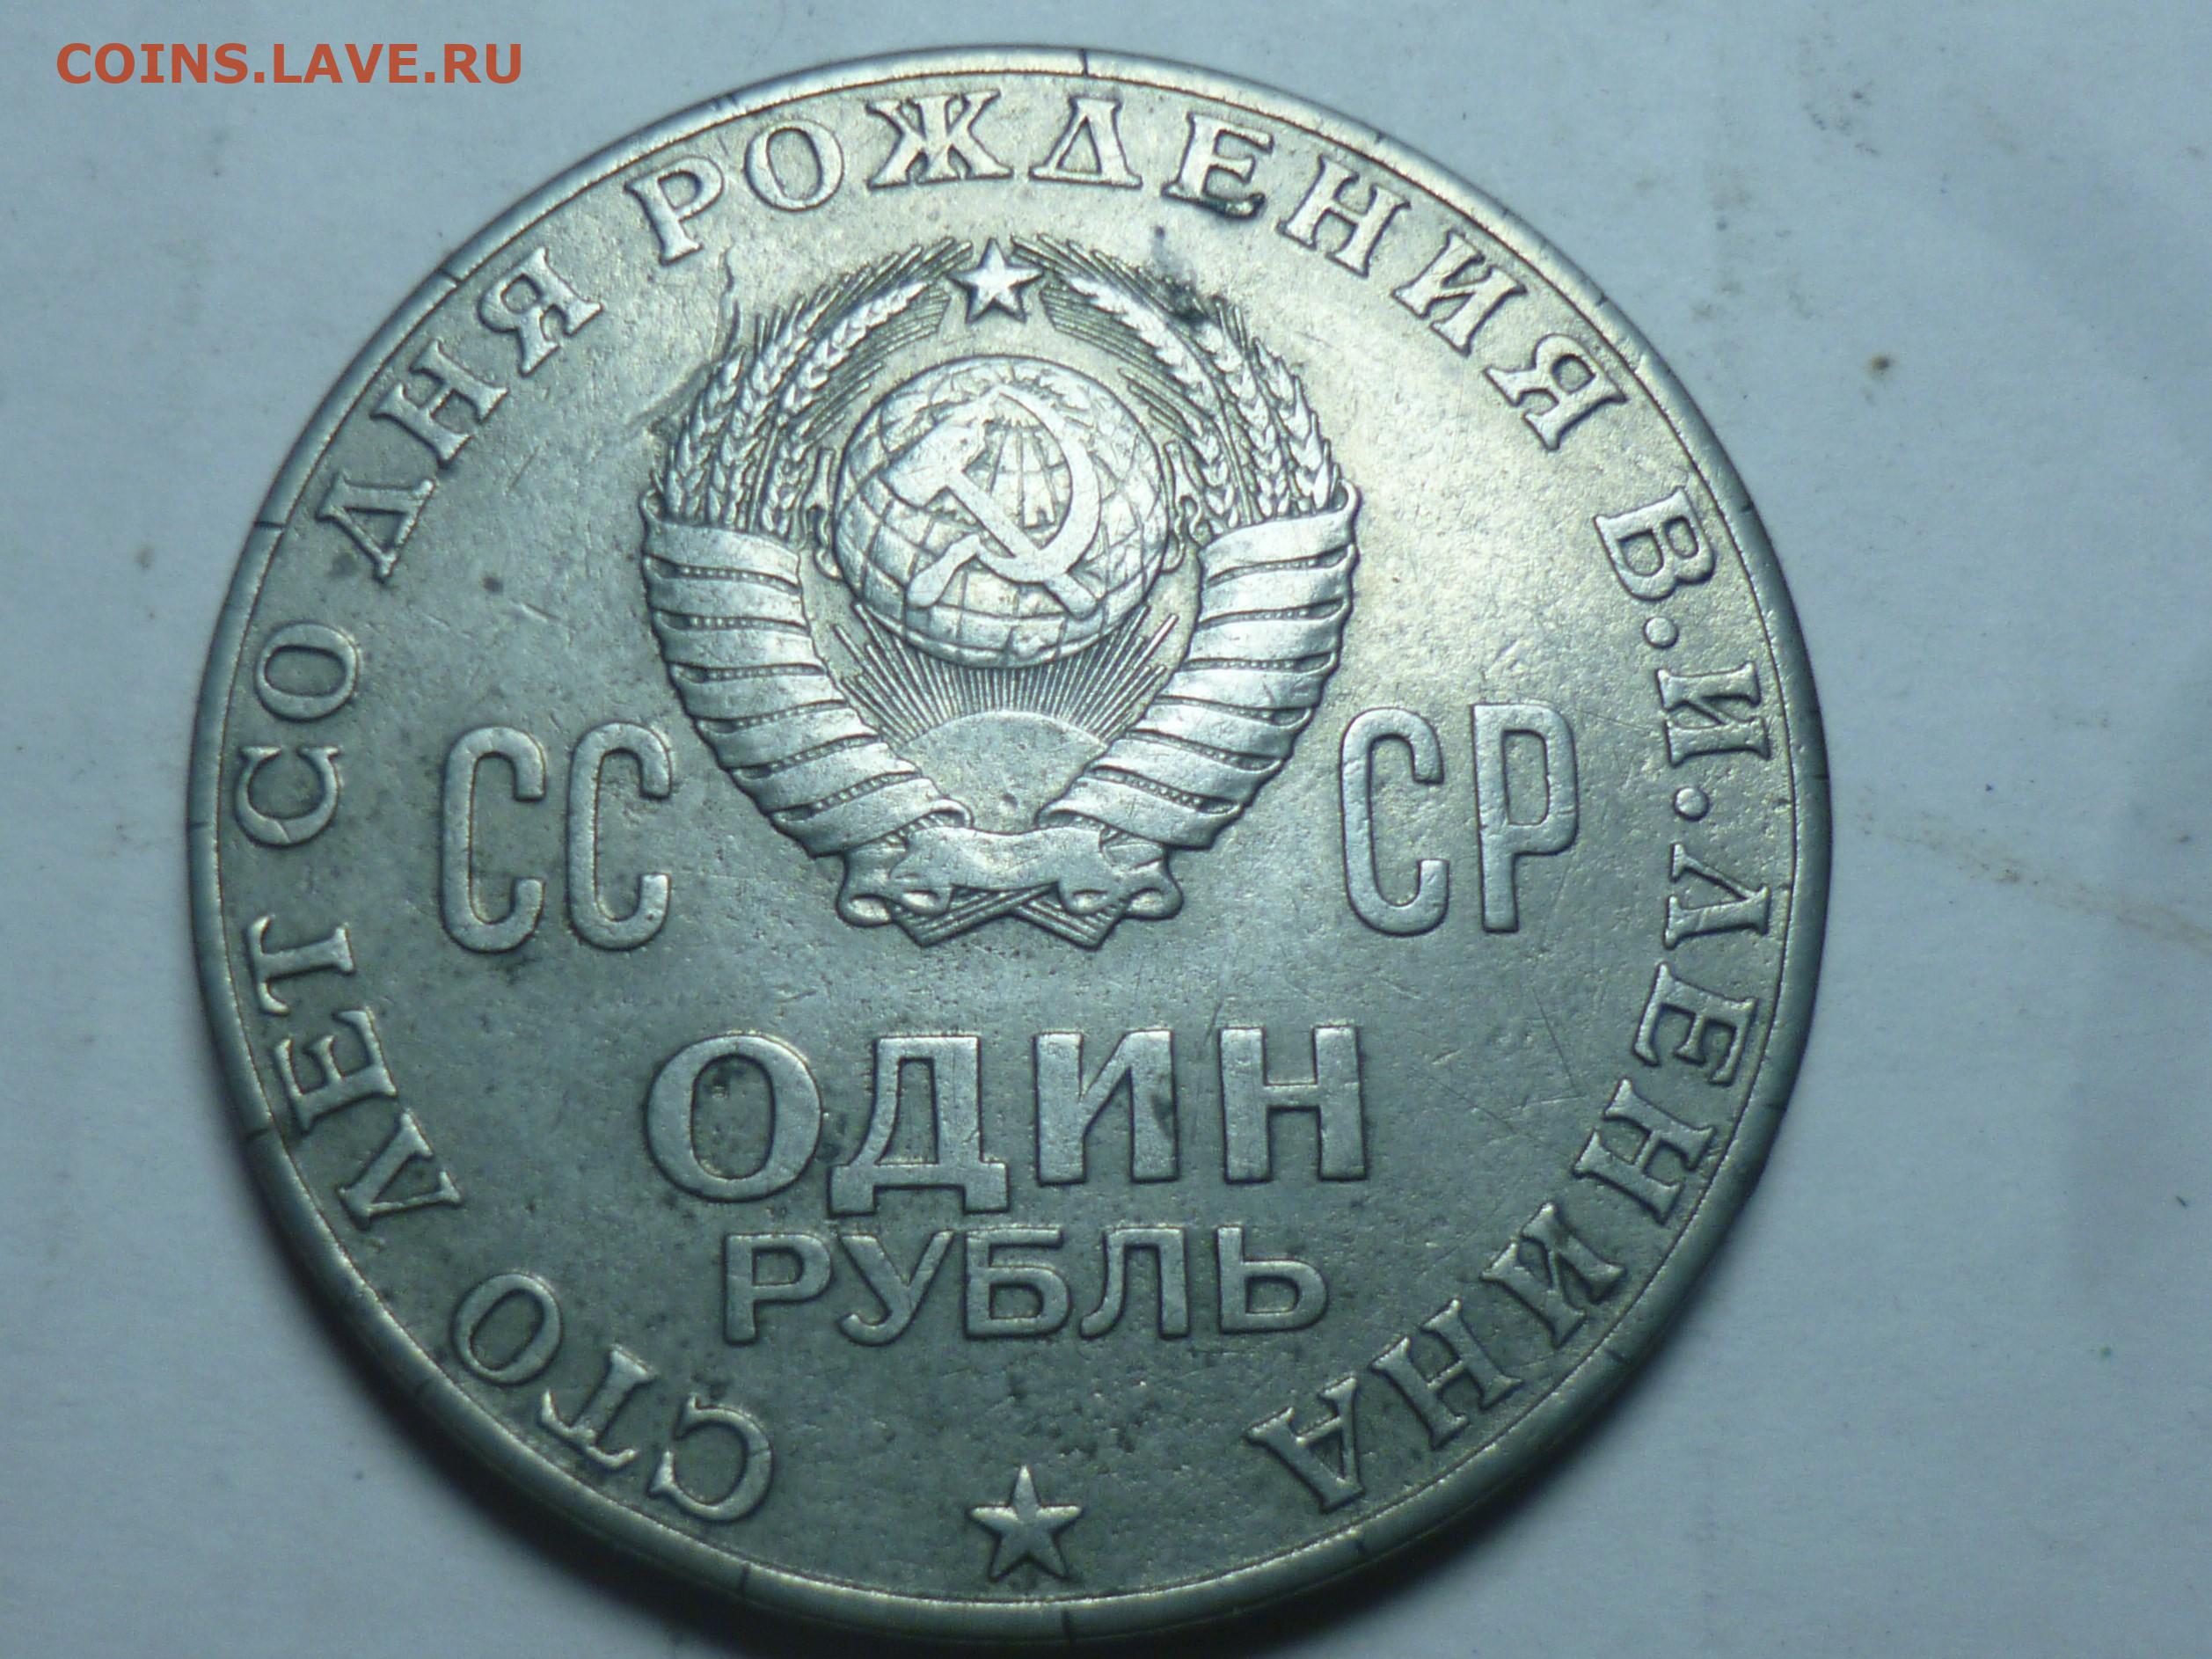 COINS.LAVE.RU
СТО ЛЕТ СО ДНЯ РОЖДЕНИЯ В.И.ЛЕНИНА
СС СР
ОДИН
РУБЛЬ